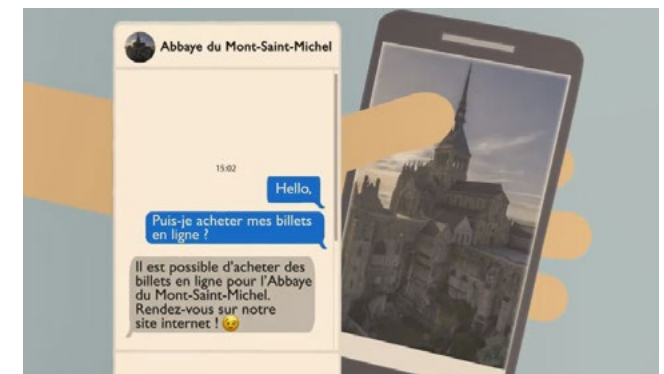 Abbaye du Mont-Saint-Michel
15:02
Hello,
Puis-je acheter mes billets
en ligne ?
Il est possible d'acheter des
billets en ligne pour l'Abbaye
du Mont-Saint-Michel.
Rendez-vous sur notre
site internet ! 😉